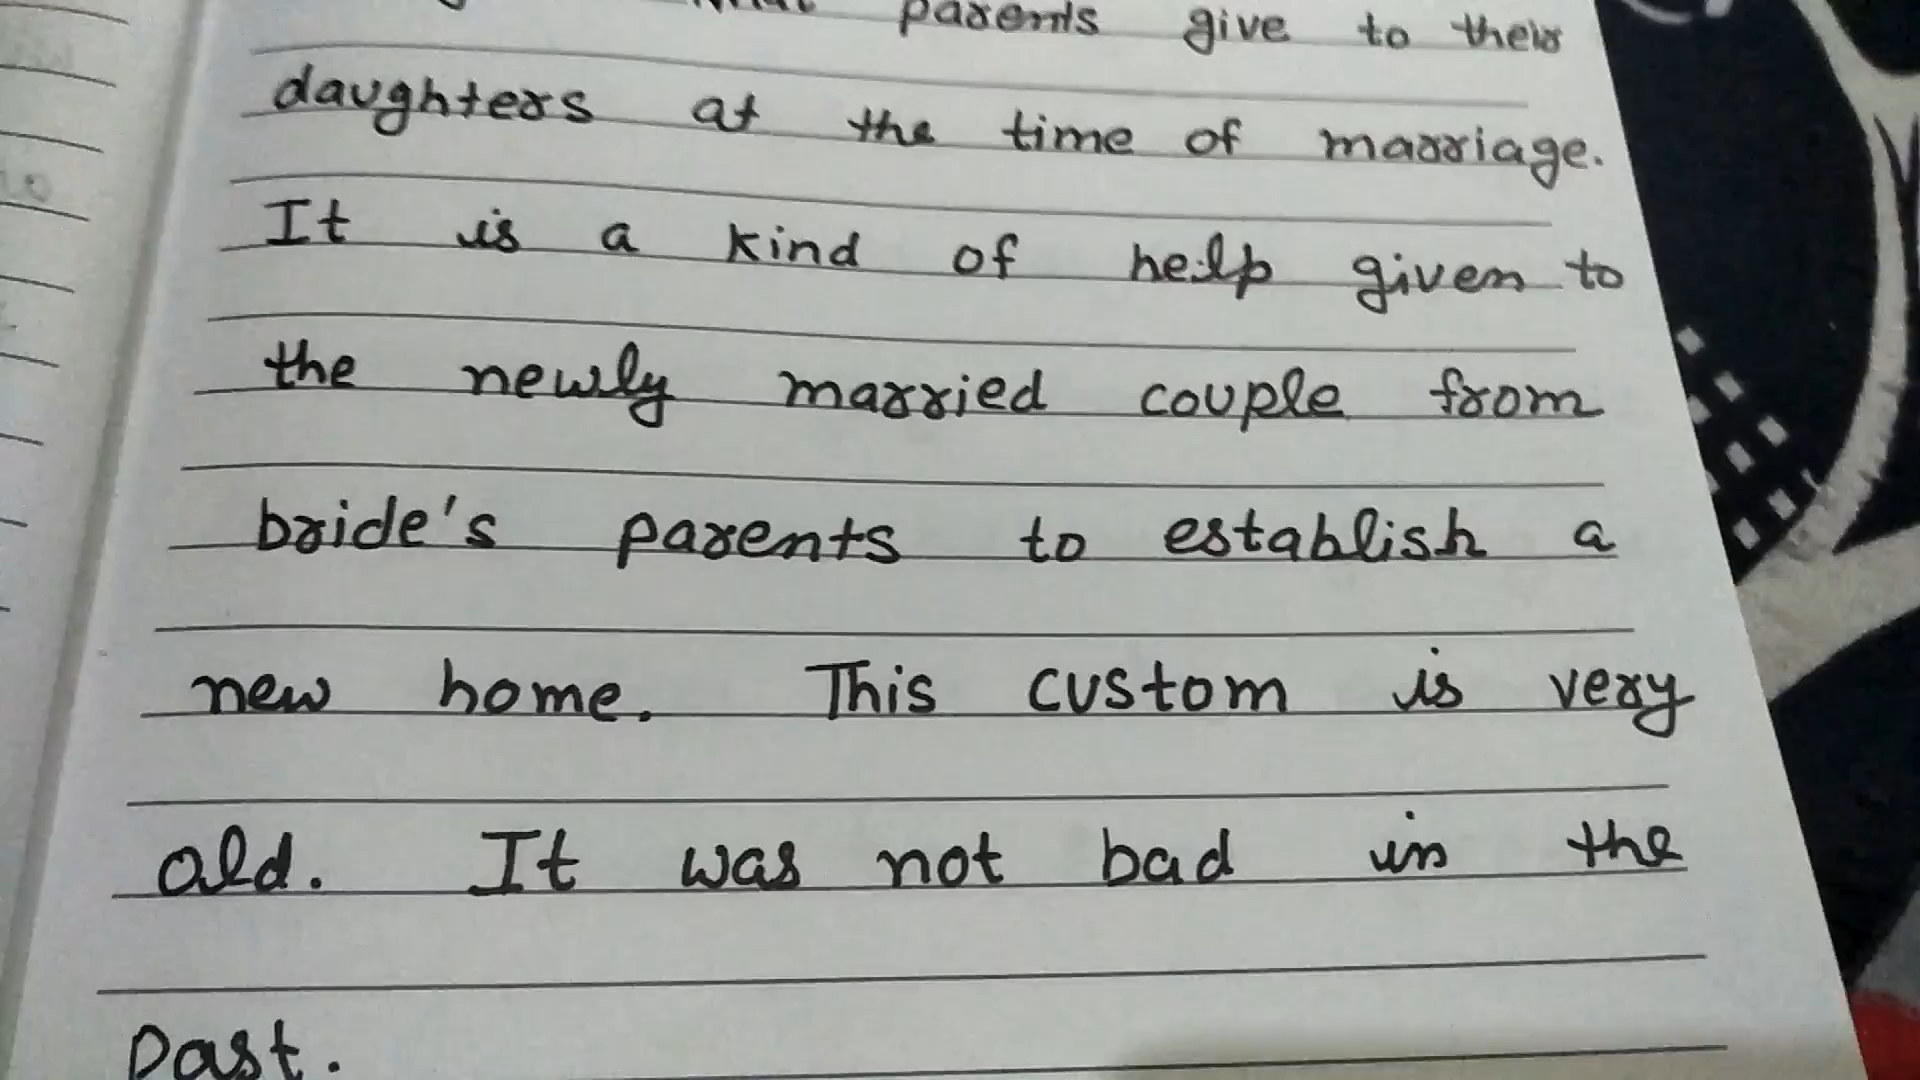 parents give to their
daughters at the time of marriage.
It is a kind of help given to
the newly married couple from
bride's parents to establish a
new home. This custom is very
old. It was not bad in the
Past.